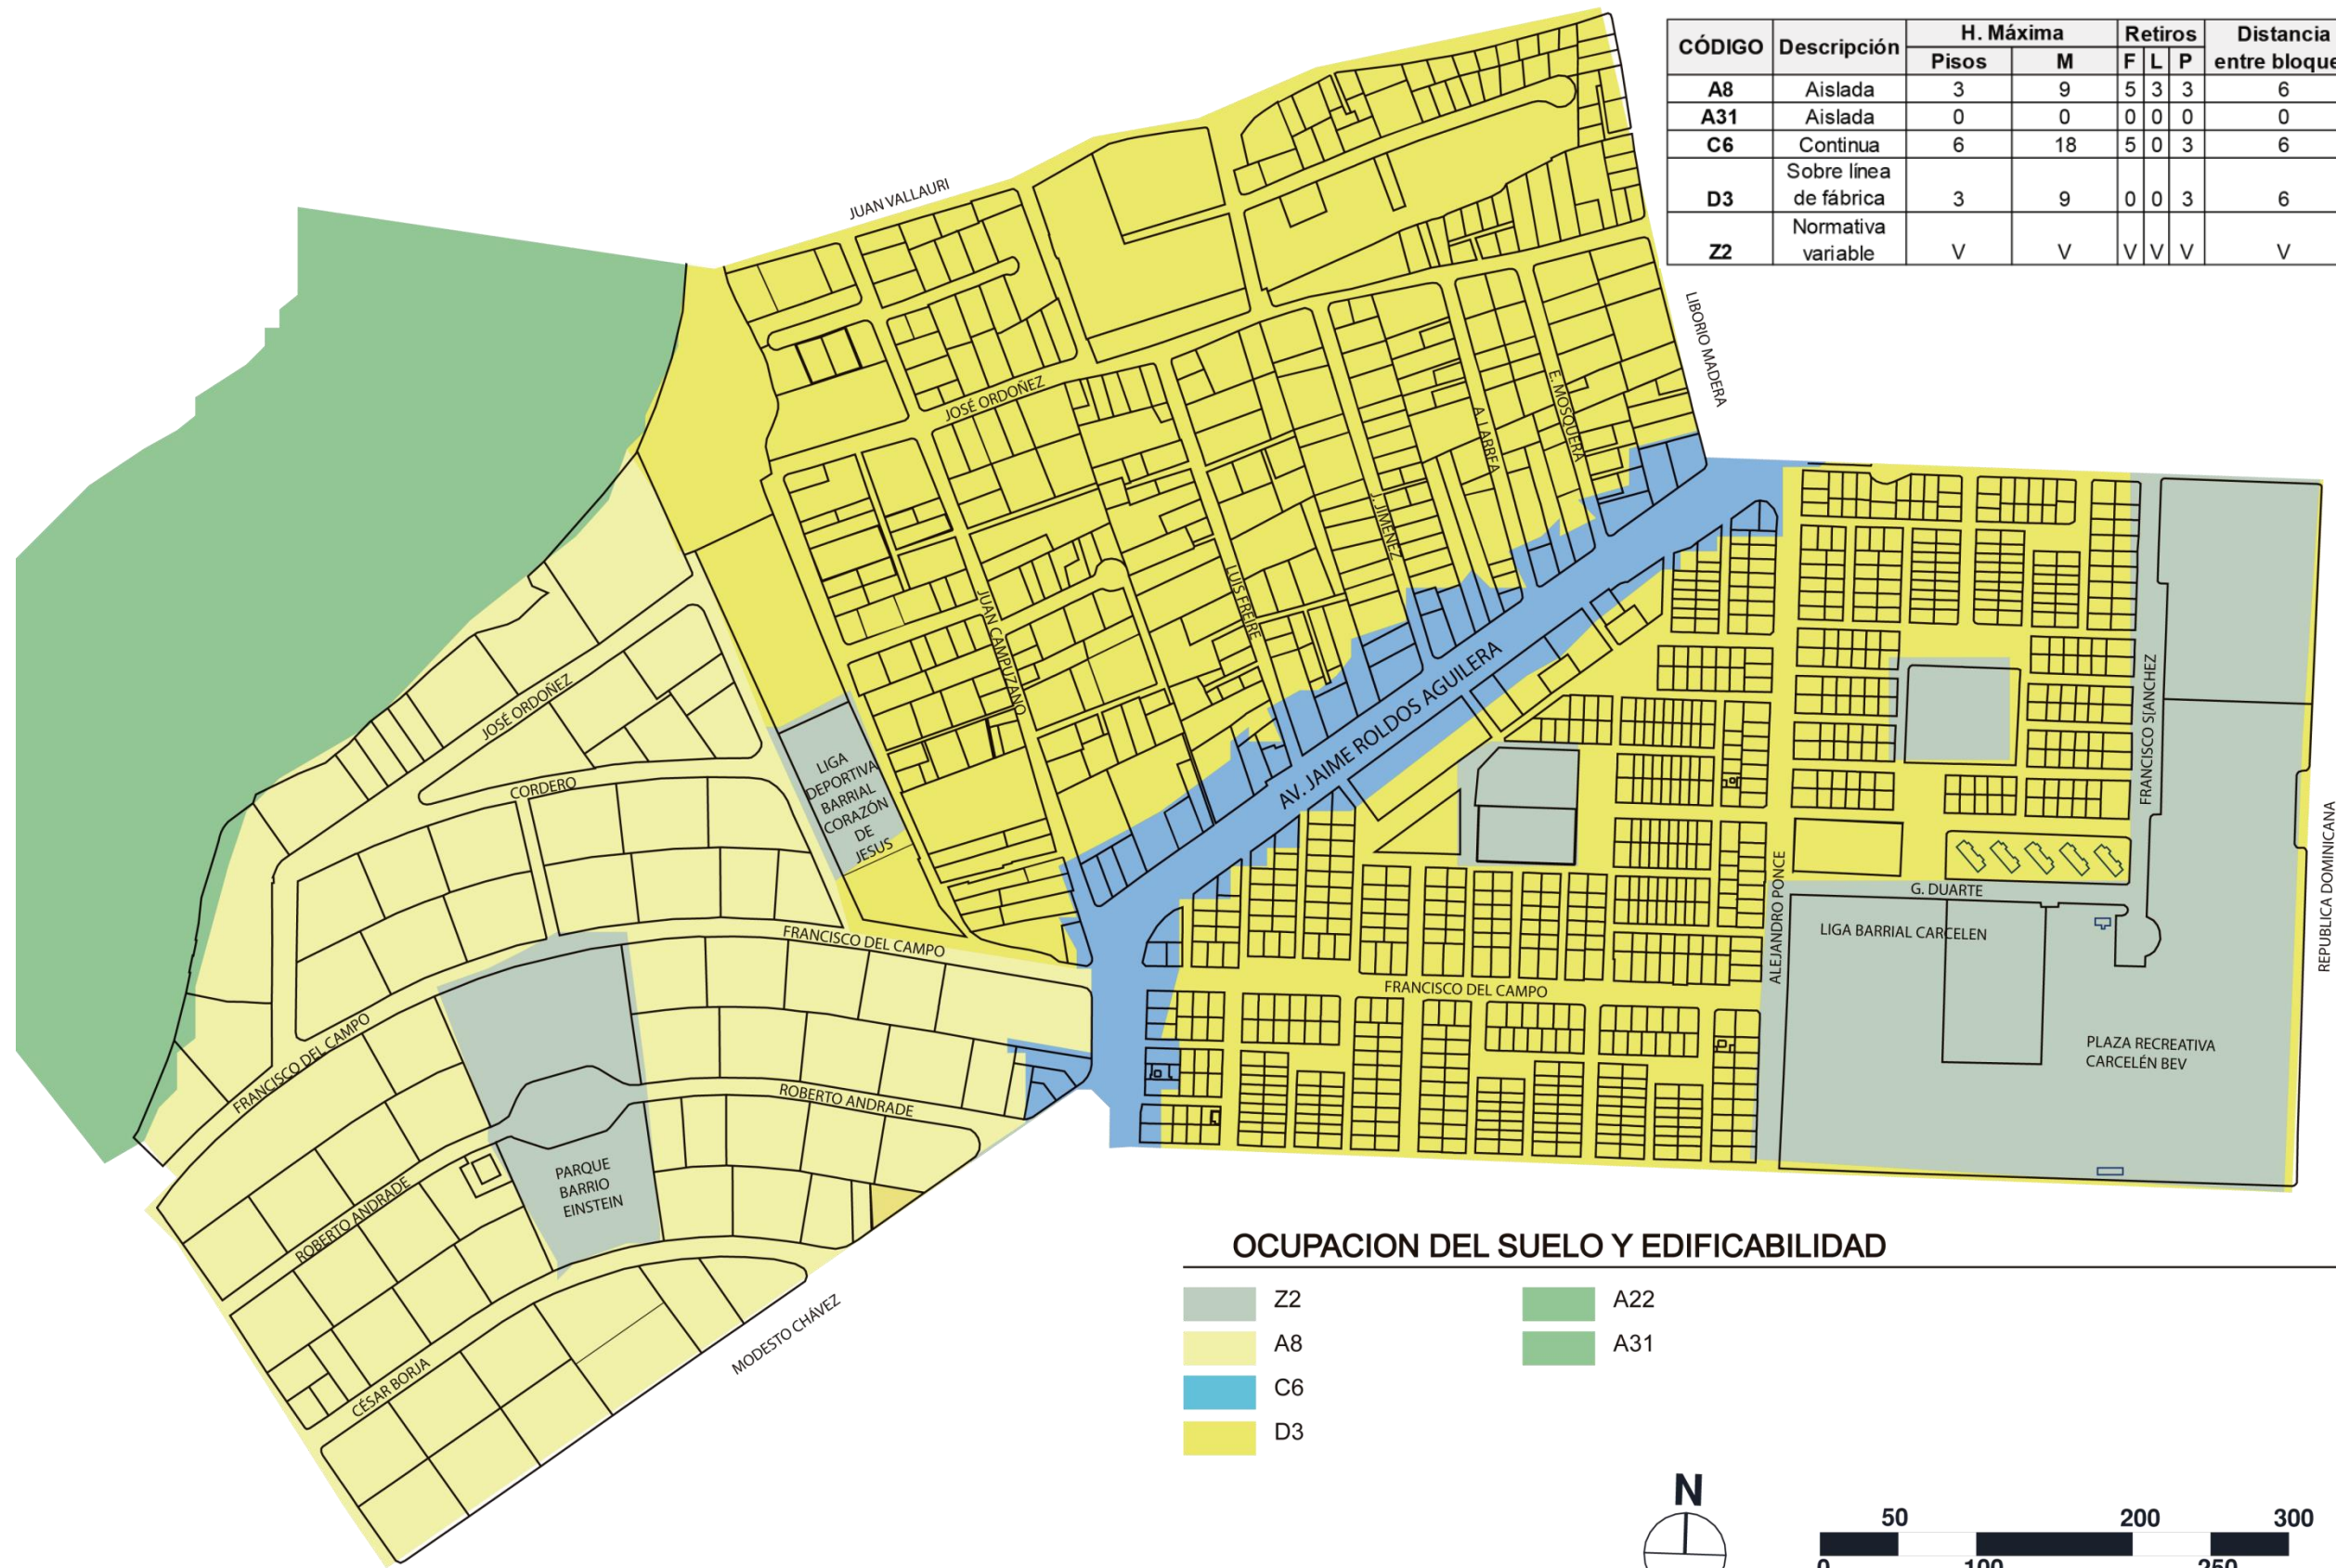 CÓDIGO Descripción H. Máxima Retiros Distancia
Pisos M F L P entre bloque
A8 Aislada 3 9 5 3 3 6
A31 Aislada 0 0 0 0 0 0
C6 Continua 6 18 5 0 3 6
D3 Sobre línea de fábrica 3 9 0 0 3 6
Z2 Normativa variable V V V V V V
JUAN VALLAURI
LIBORIO MADERA
JOSÉ ORDOÑEZ
E. MOSQUERA
A. LARREA
J. JIMENEZ
LUIS FREIRE
JUAN CAMPUZANO
AV. JAIME ROLDOS AGUILERA
JOSÉ ORDOÑEZ
CORDERO
LIGA
DEPORTIVA
BARRIAL
CORAZÓN
DE
JESUS
FRANCISCO S[ANCHEZ
REPUBLICA DOMINICANA
ALEJANDRO PONCE
G. DUARTE
LIGA BARRIAL CARCELEN
FRANCISCO DEL CAMPO
FRANCISCO DEL CAMPO
FRANCISCO DEL CAMPO
PLAZA RECREATIVA
CARCELÉN BEV
ROBERTO ANDRADE
ROBERTO ANDRADE
PARQUE
BARRIO
EINSTEIN
CÉSAR BORJA
MODESTO CHÁVEZ
OCUPACION DEL SUELO Y EDIFICABILIDAD
Z2 A22
A8 A31
C6
D3
N
50 200 300
0 100 250